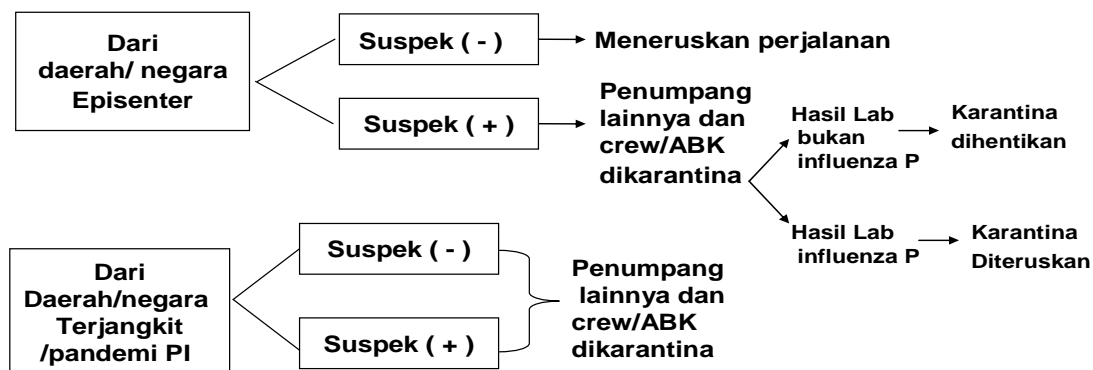 Dari
daerah/ negara
Episenter
Suspek ( - )
Meneruskan perjalanan
Suspek ( + )
Penumpang
lainnya dan
crew/ABK
dikarantina
Hasil Lab
bukan
influenza P
Karantina
dihentikan
Hasil Lab
influenza P
Karantina
Diteruskan
Dari
Daerah/negara
Terjangkit
/pandemi PI
Suspek ( - )
Suspek ( + )
Penumpang
lainnya dan
crew/ABK
dikarantina